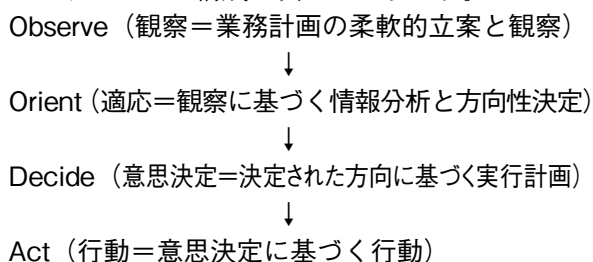 Observe（観察＝業務計画の柔軟的立案と観察）
↓
Orient（適応＝観察に基づく情報分析と方向性決定）
↓
Decide（意思決定＝決定された方向に基づく実行計画）
↓
Act（行動＝意思決定に基づく行動）